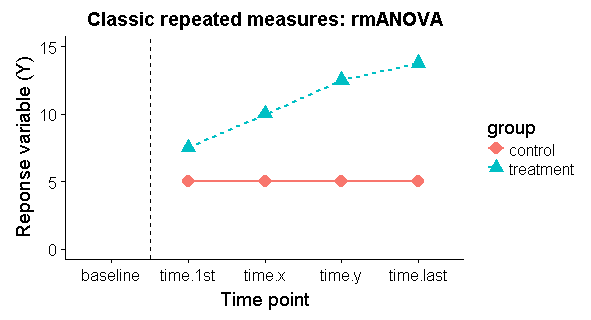 Classic repeated measures: rmANOVA
Reponse variable (Y)
15
10
5
0
baseline
time.1st
time.x
time.y
time.last
Time point
group
control
treatment